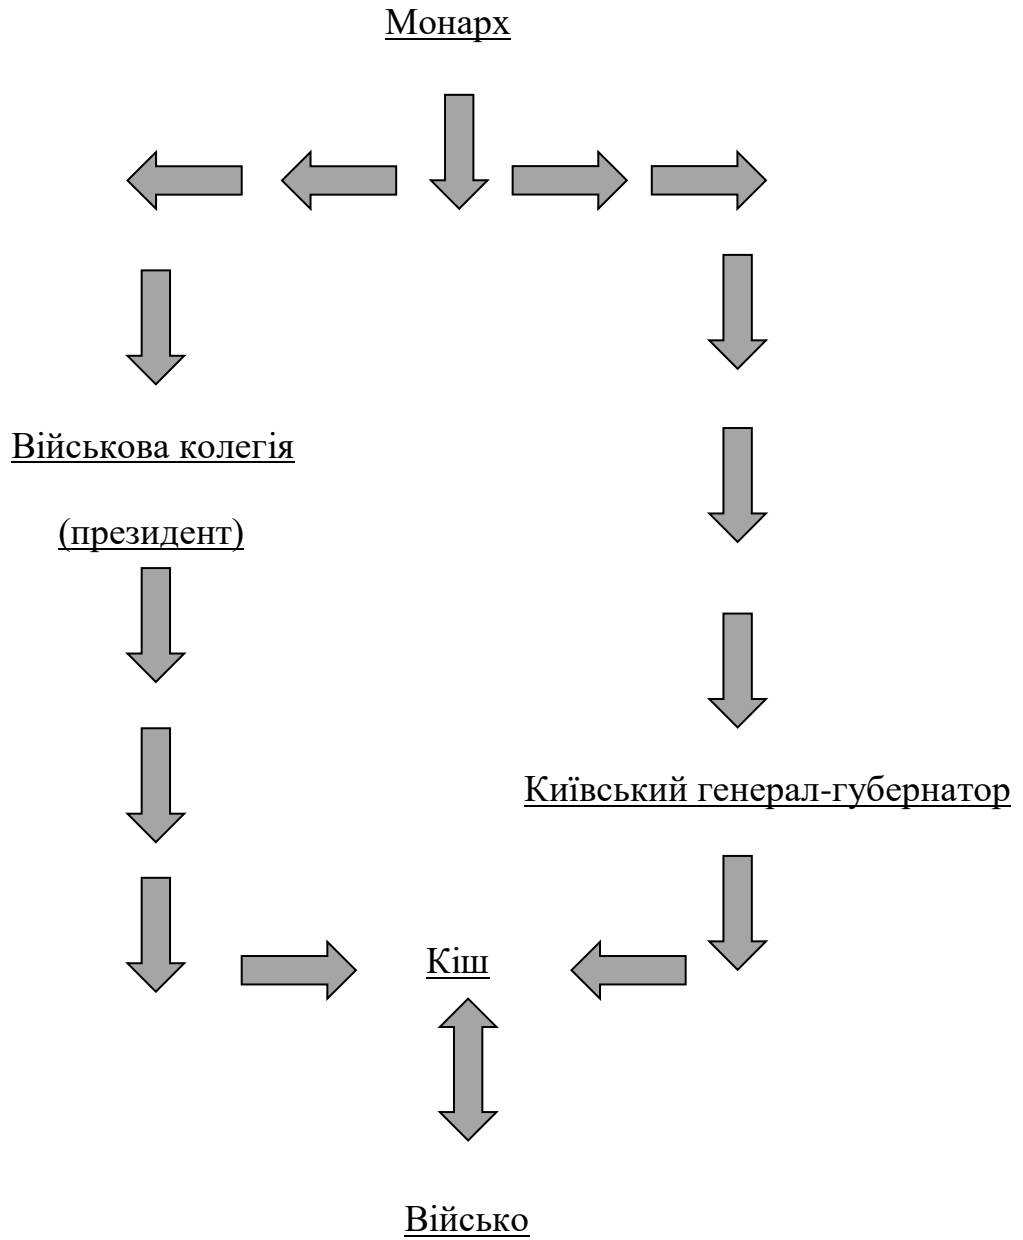 Монарх
Військова колегія
(президент)
Київський генерал-губернатор
Кіш
Військо